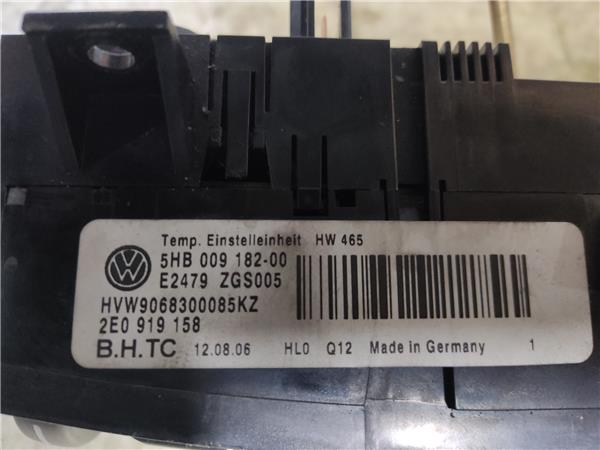 Temp. Einstelleinheit HW 465
5HB 009 182-00
E2479 ZGS005
HVW9068300085KZ
2E0 919 158
B.H.TC 12.08.06 HL0 Q12 Made in Germany 1